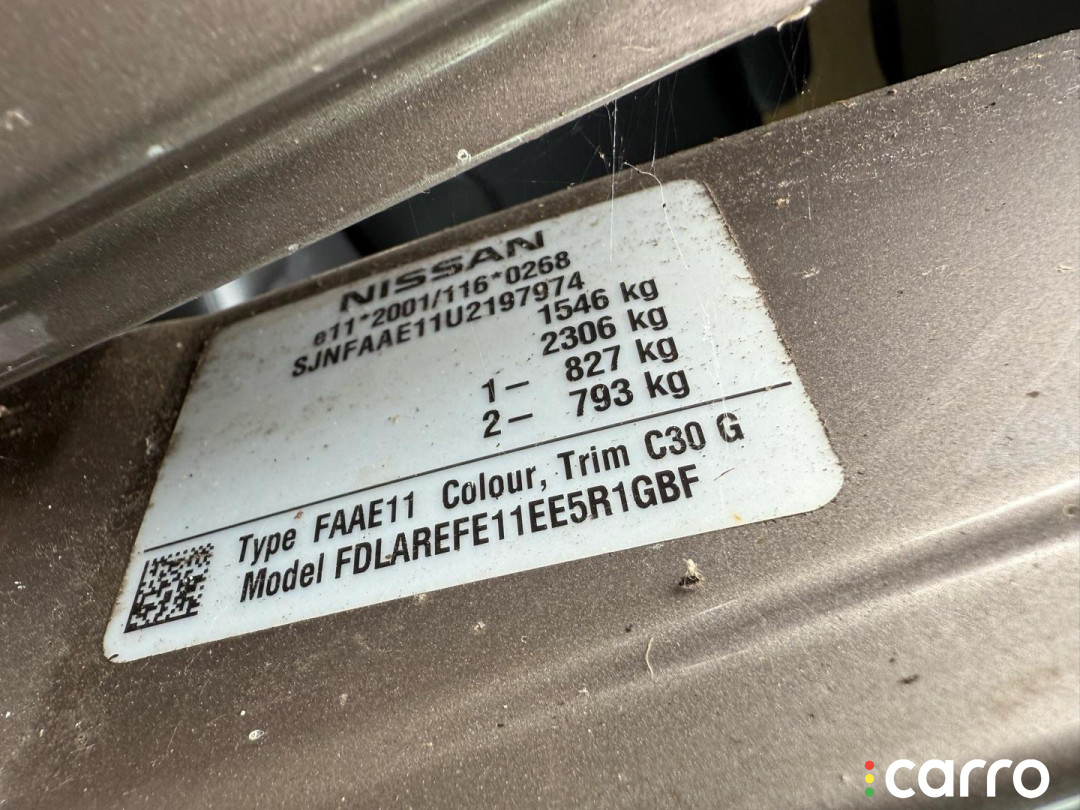 NISSAN
e11*2001/116*0268
SJNFAAE11U2197974
1546 kg
2306 kg
1– 827 kg
2– 793 kg
Type FAAE11 Colour, Trim C30 G
Model FDLAREFE11EE5R1GBF
carro